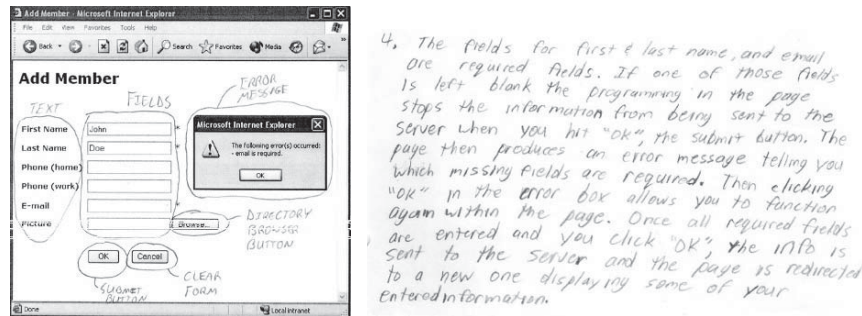 Add Member - Microsoft Internet Explorer
File Edit View Favorites Tools Help
Back Search Favorites Media
Add Member
ERROR
MESSAGE
TEXT
FIELDS
First Name John *
Last Name Doe *
Phone (home)
Phone (work)
E-mail *
Picture Browse...
Microsoft Internet Explorer
The following error(s) occurred:
- email is required.
OK
DIRECTORY
BROWSER
BUTTON
OK Cancel
SUBMIT
BUTTON
CLEAR
FORM
Done Local intranet
4. The fields for first & last name, and email
are required fields. If one of those fields
is left blank the programming in the page
stops the information from being sent to the
server when you hit "OK", the submit button. The
page then produces an error message telling you
which missing fields are required. Then clicking
"OK" in the error box allows you to function
again within the page. Once all required fields
are entered and you click "OK", the info is
sent to the server and the page is redirected
to a new one displaying some of your
entered information.